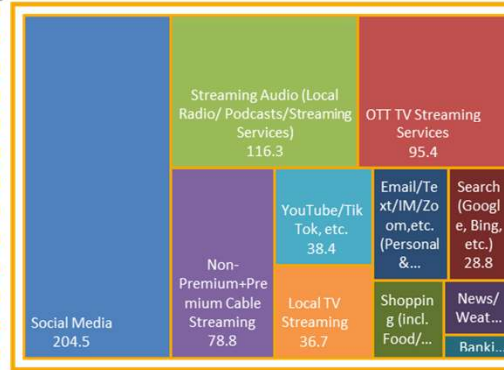 Social Media
204.5
Streaming Audio (Local
Radio/ Podcasts/Streaming
Services)
116.3
OTT TV Streaming
Services
95.4
Non-
Premium+Pre
mium Cable
Streaming
78.8
YouTube/Tik
Tok, etc.
38.4
Local TV
Streaming
36.7
Email/Te
xt/IM/Zo
om,etc.
(Personal
&...
Search
(Googl
e, Bing,
etc.)
28.8
Shoppin
g (incl.
Food/...
News/
Weat...
Banki...